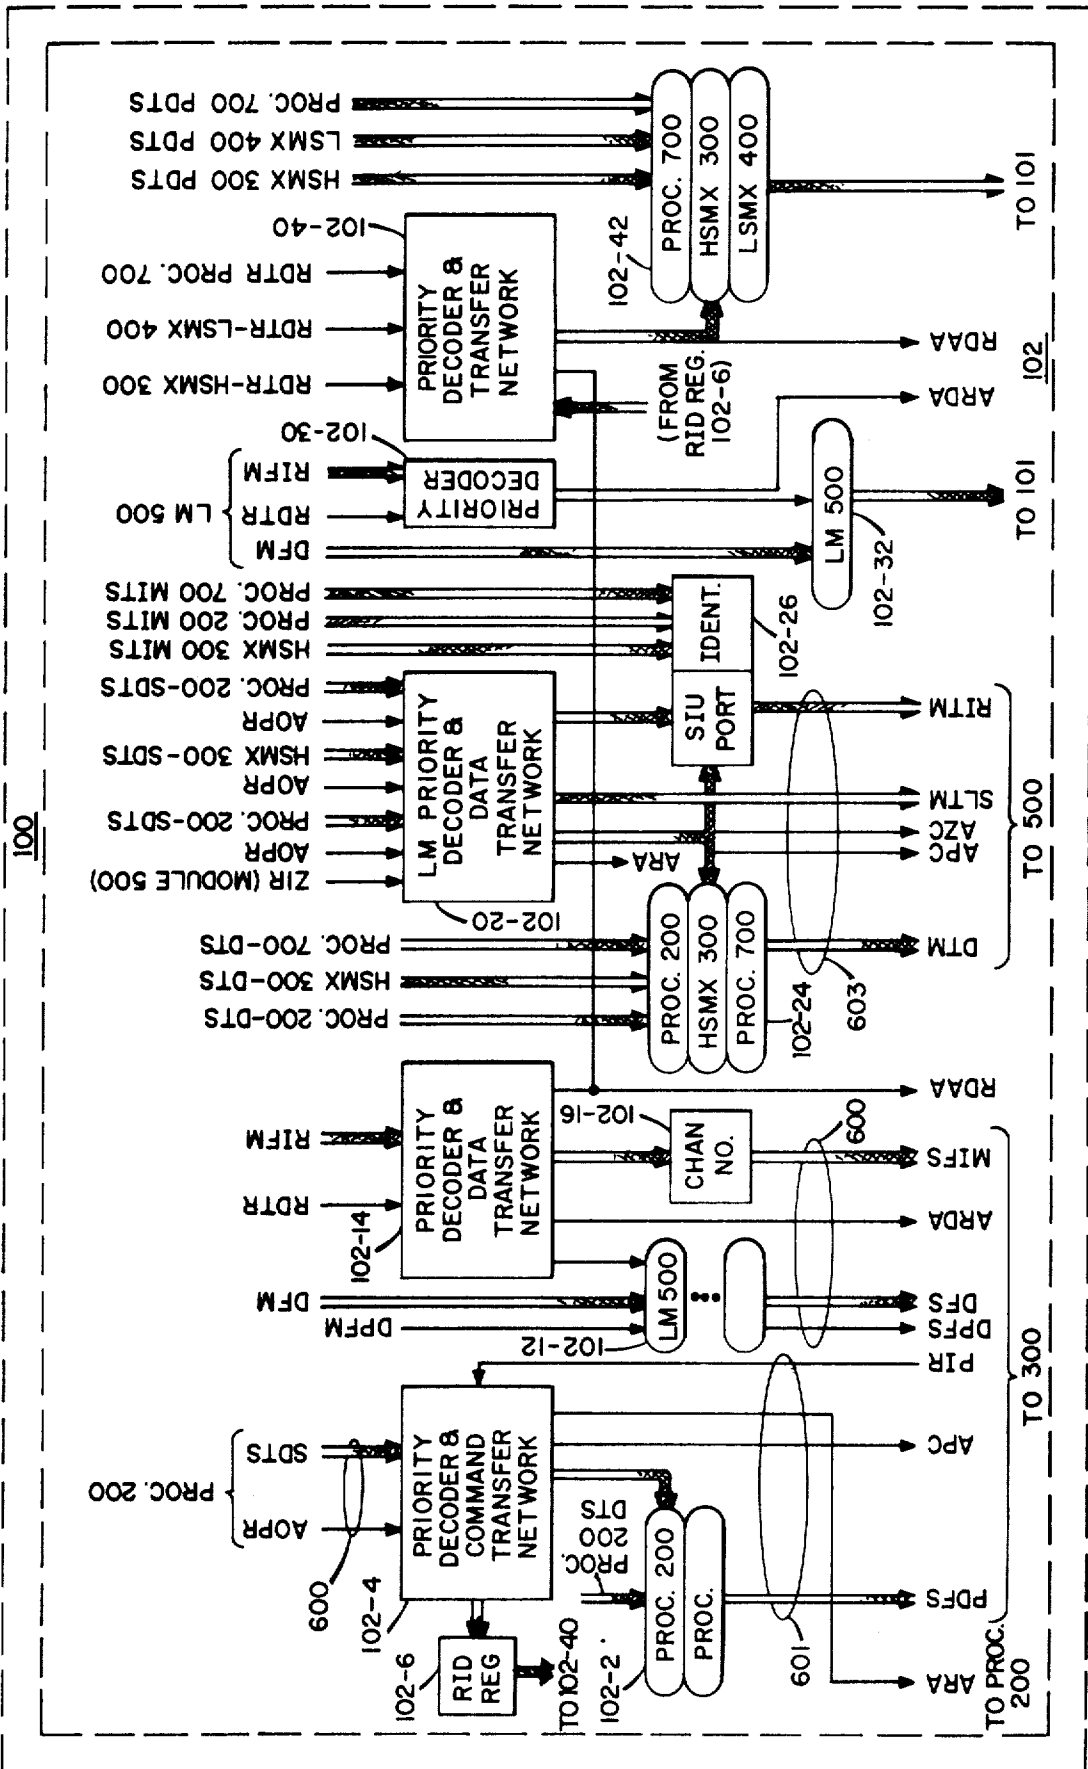 100
PROC. 200
AOPR
SDTS
600
102-4
PRIORITY
DECODER &
COMMAND
TRANSFER
NETWORK
102-6
RID
REG
TO 102-40
102-2
PROC.
200
DTS
PROC. 200
PROC.
601
PDFS
ARA
APC
PIR
TO PROC.
200
DPFM
DFM
RDTR
RIFM
102-14
PRIORITY
DECODER &
DATA
TRANSFER
NETWORK
102-12
LM 500
102-16
CHAN
NO.
600
DPFS
DFS
ARDA
MIFS
RDAA
TO 300
PROC. 200-DTS
HSMX 300-DTS
PROC. 700-DTS
ZIR (MODULE 500)
AOPR
PROC. 200-SDTS
AOPR
HSMX 300-SDTS
AOPR
PROC. 200-SDTS
HSMX 300 MITS
PROC. 200 MITS
PROC. 700 MITS
102-20
LM PRIORITY
DECODER &
DATA
TRANSFER
NETWORK
ARA
PROC. 200
HSMX 300
PROC. 700
102-24
SIU
PORT
IDENT.
102-26
603
DTM
APC
AZC
SLTM
RITM
TO 500
LM 500
DFM
RDTR
RIFM
102-30
PRIORITY
DECODER
LM 500
102-32
TO 101
ARDA
RDTR-HSMX 300
RDTR-LSMX 400
RDTR PROC. 700
102-40
PRIORITY
DECODER &
TRANSFER
NETWORK
(FROM
RID REG.
102-6)
RDAA
102
HSMX 300 PDTS
LSMX 400 PDTS
PROC. 700 PDTS
102-42
PROC. 700
HSMX 300
LSMX 400
TO 101